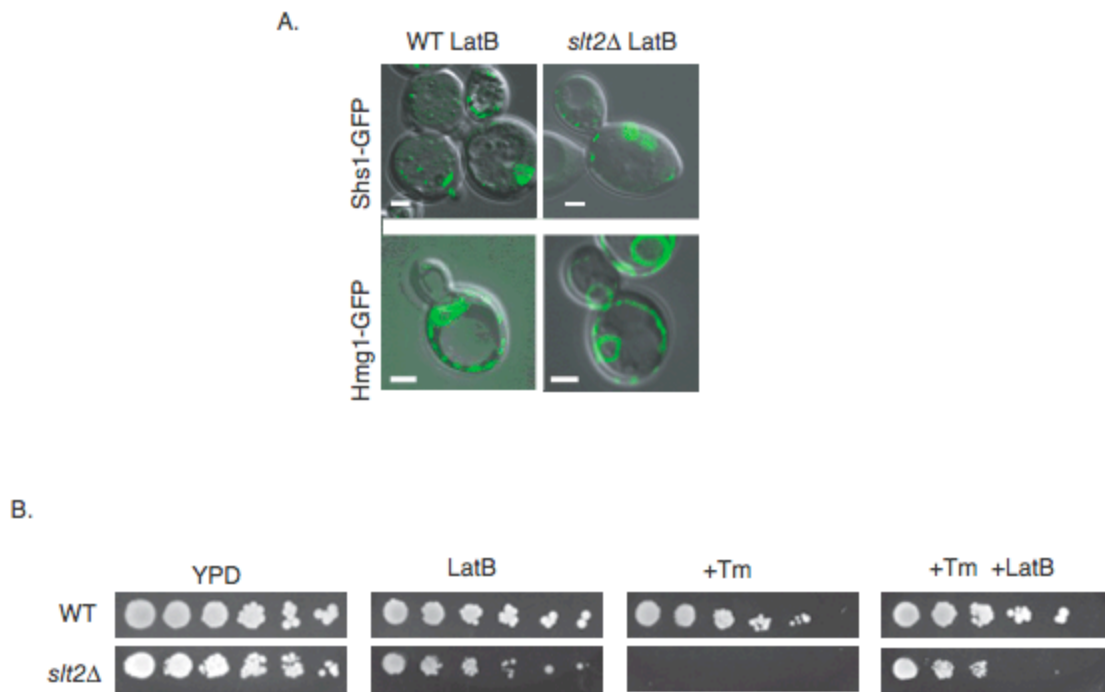 A.
WT LatB
slt2Δ LatB
Shs1-GFP
Hmg1-GFP
B.
YPD
LatB
+Tm
+Tm +LatB
WT
slt2Δ